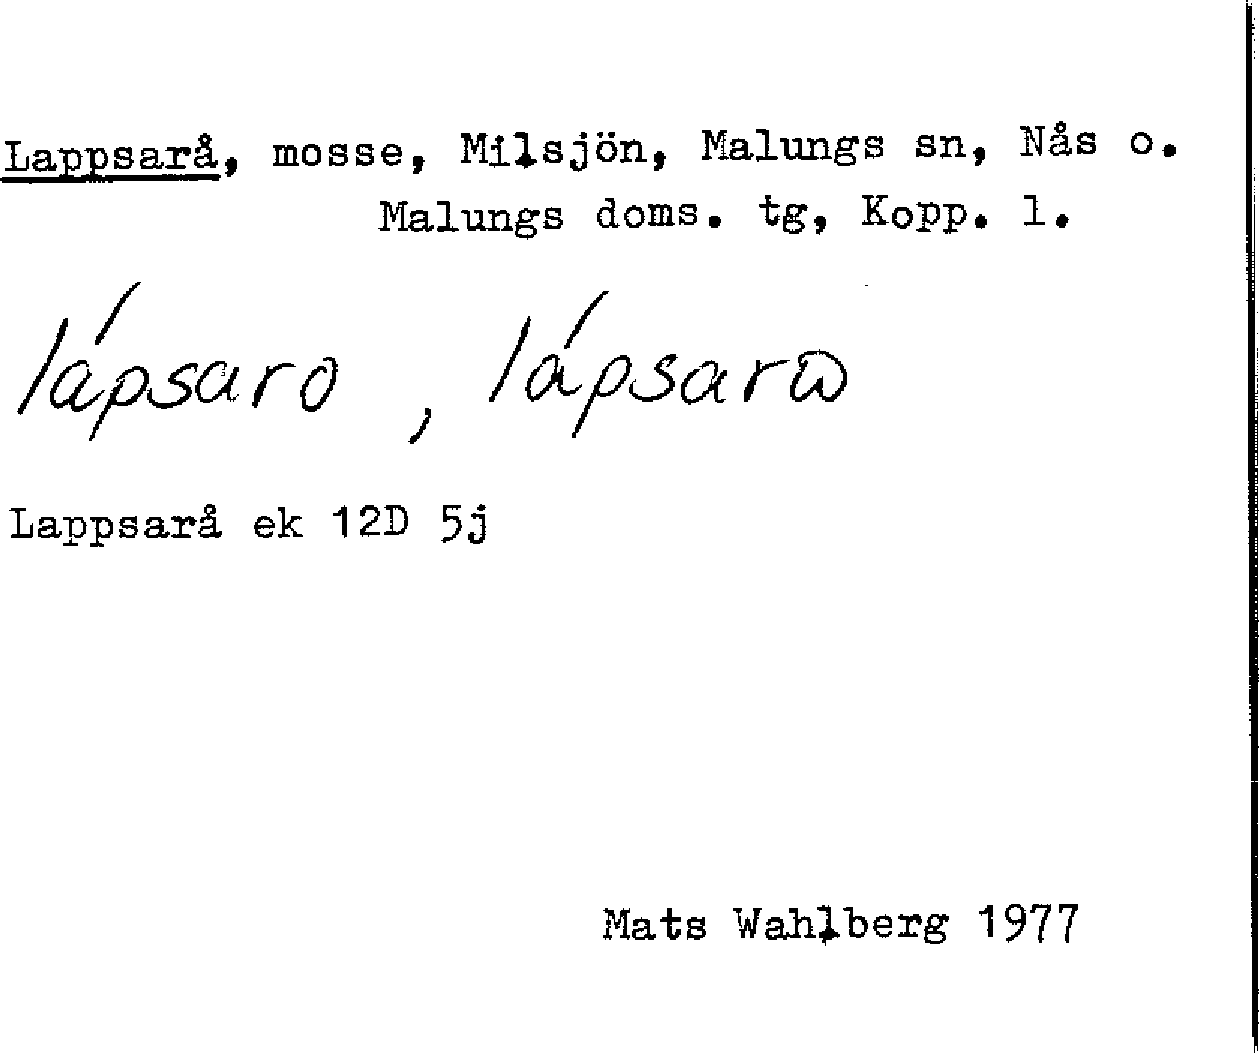 Lappsarå, mosse, Milsjön, Malungs sn, Nås o.
Malungs doms. tg, Kopp. l.
lápsaro, lápsarω
Lappsarå ek 12D 5j
Mats Wahlberg 1977